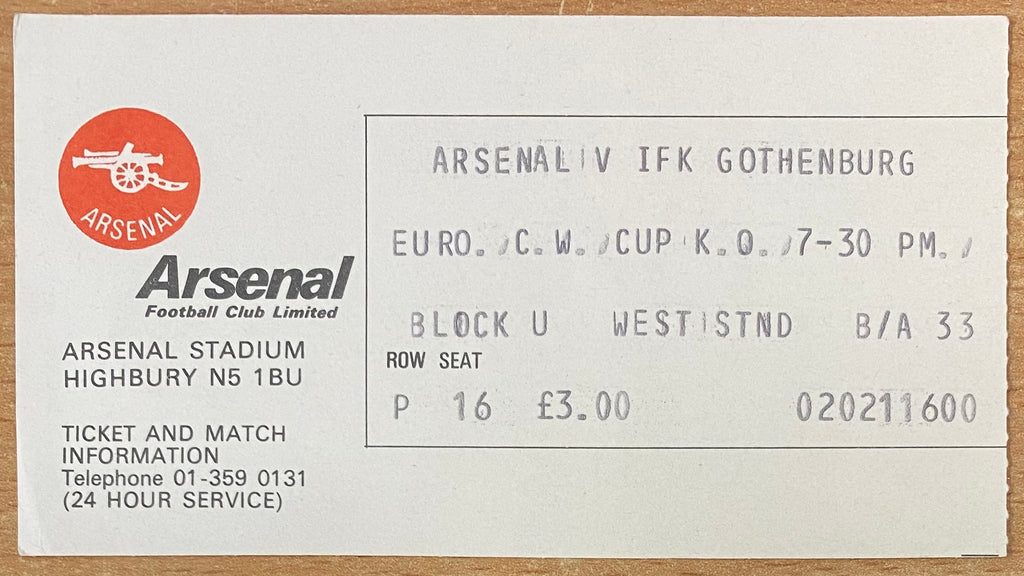 ARSENAL
Arsenal
Football Club Limited
ARSENAL STADIUM
HIGHBURY N5 1BU
TICKET AND MATCH
INFORMATION
Telephone 01-359 0131
(24 HOUR SERVICE)
ARSENAL V IFK GOTHENBURG
EURO. C.W. CUP K.O. 7-30 PM.
BLOCK U WEST STND B/A 33
ROW SEAT
P 16 £3.00 020211600